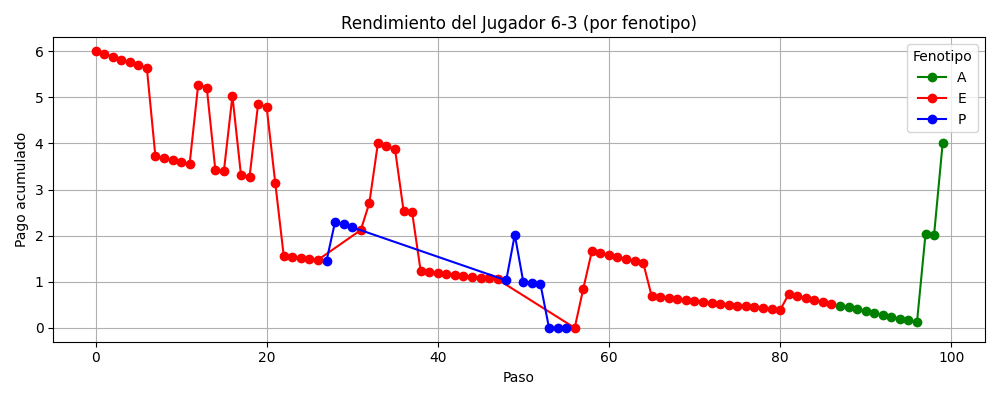 Rendimiento del Jugador 6-3 (por fenotipo)
Pago acumulado
6
5
4
3
2
1
0
Fenotipo
A
E
P
0 20 40 60 80 100
Paso